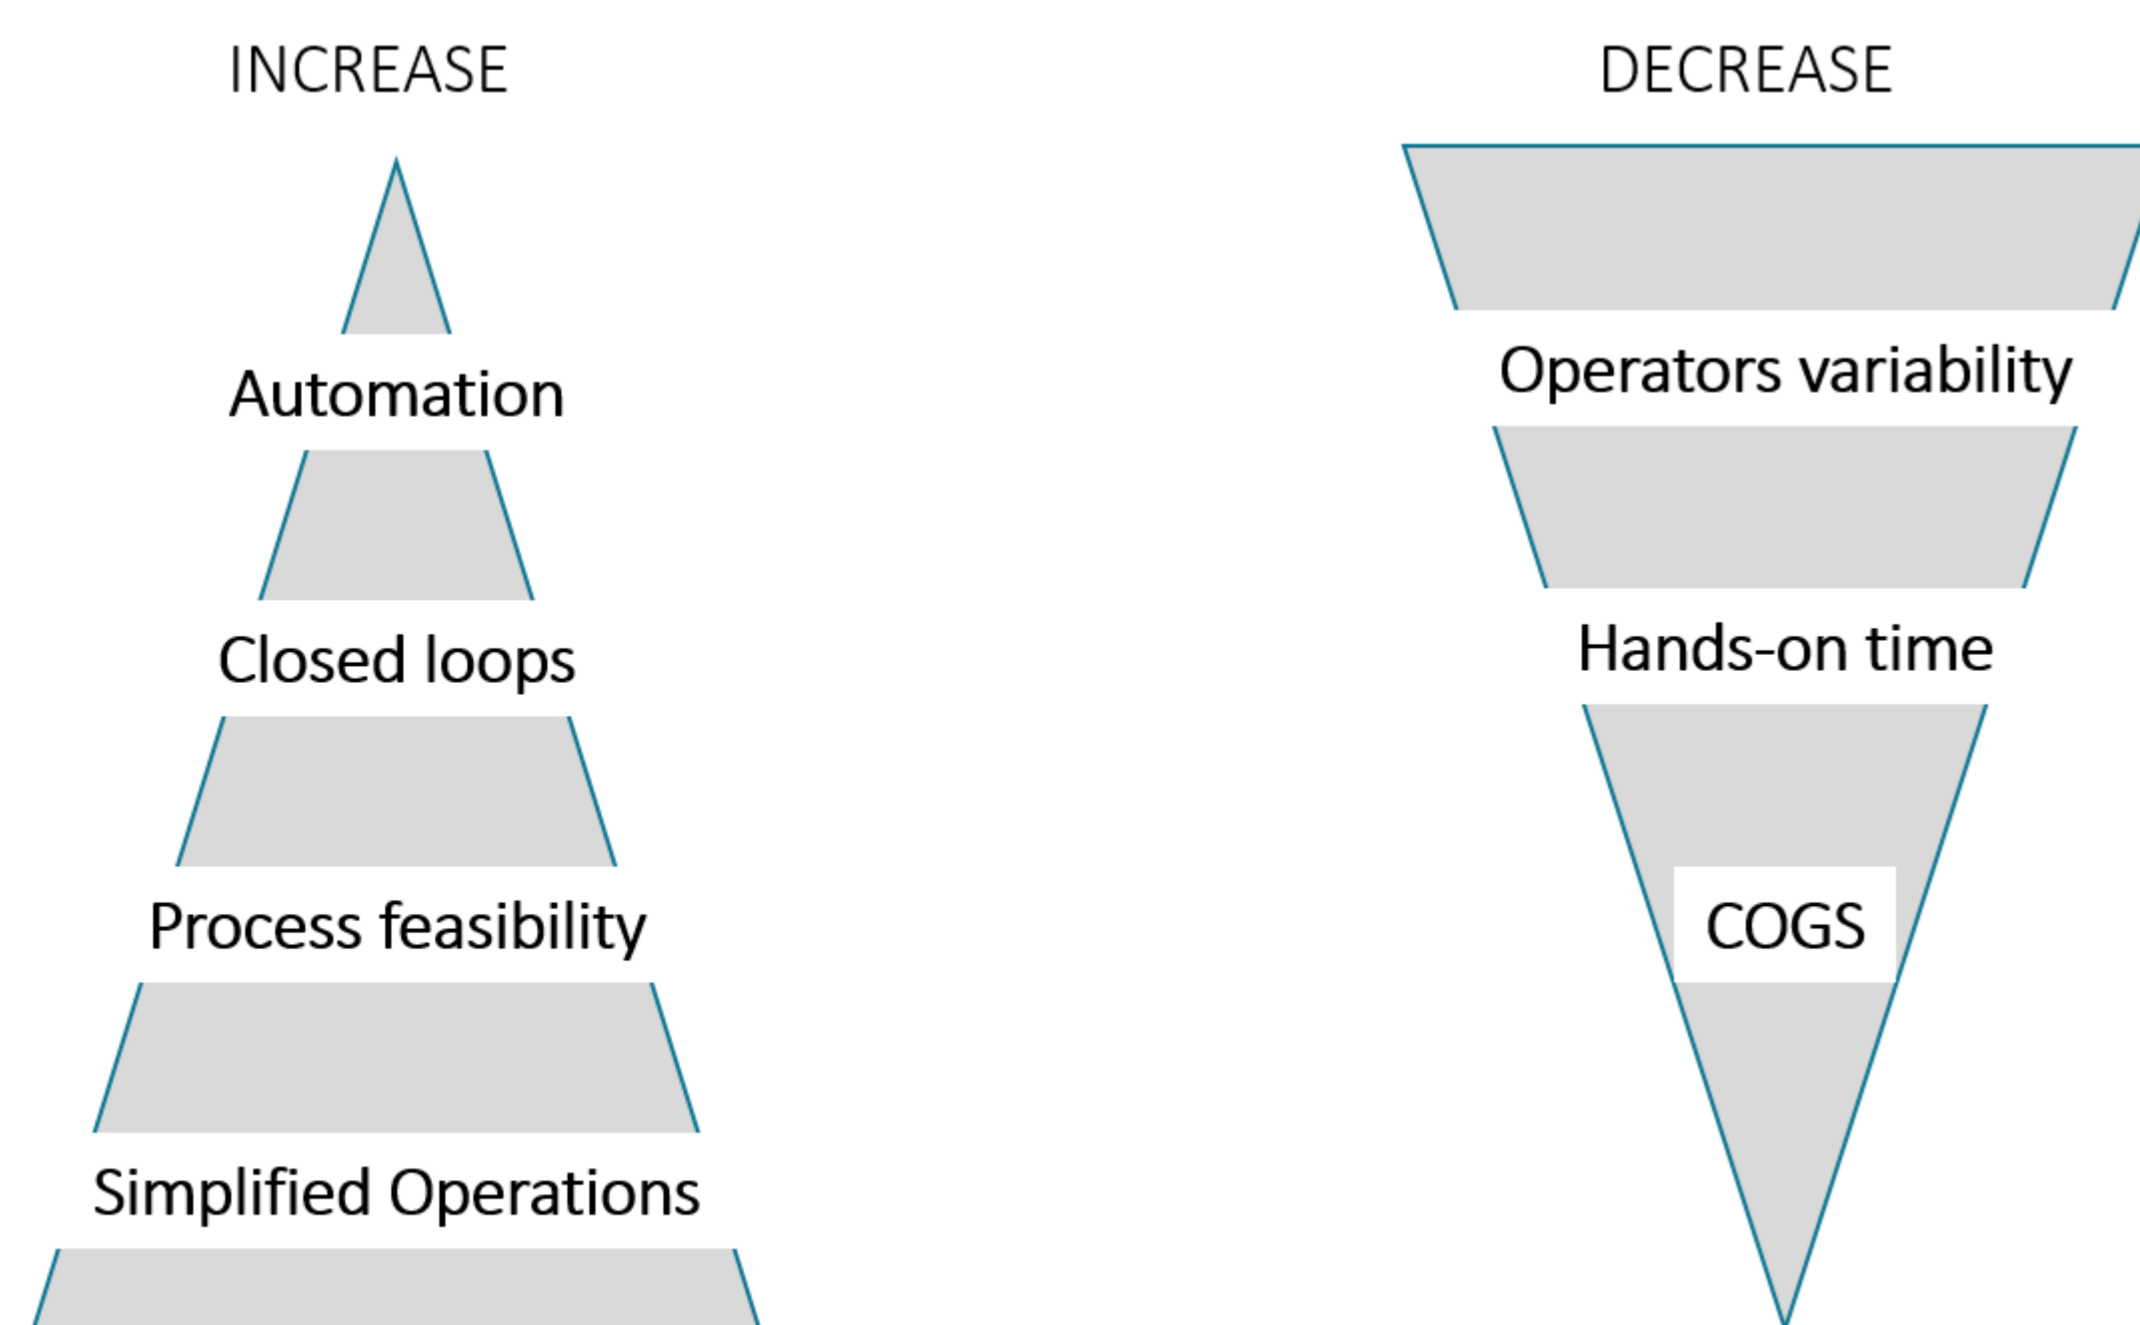 INCREASE
Automation
Closed loops
Process feasibility
Simplified Operations
DECREASE
Operators variability
Hands-on time
COGS